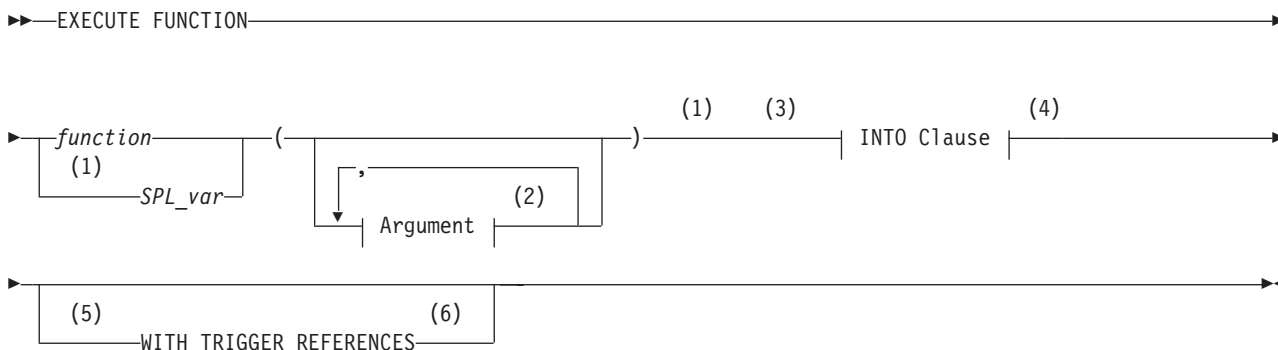 EXECUTE FUNCTION
(1) (3) (4)
function ( ) INTO Clause
(1) ,
SPL_var (2)
Argument
(5) (6)
WITH TRIGGER REFERENCES